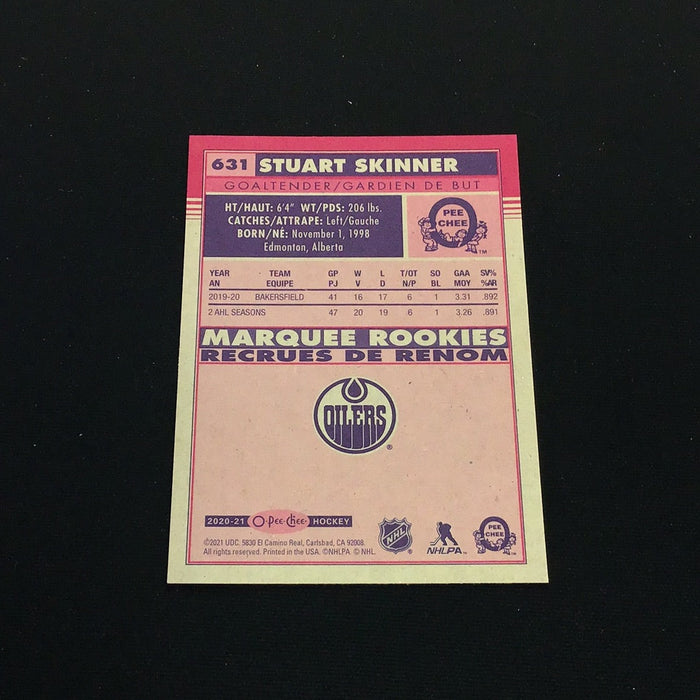 631 STUART SKINNER
GOALTENDER/GARDIEN DE BUT
HT/HAUT: 6'4" WT/PDS: 206 lbs.
CATCHES/ATTRAPE: Left/Gauche
BORN/NÉ: November 1, 1998
Edmonton, Alberta
O
PEE
CHEE
™
YEAR TEAM GP W L T/OT SO GAA SV%
AN EQUIPE PJ V D N/P BL MOY %AR
2019-20 BAKERSFIELD 41 16 17 6 1 3.31 .892
2 AHL SEASONS 47 20 19 6 1 3.26 .891
MARQUEE ROOKIES
RECRUES DE RENOM
OILERS
®
2020-21 O-Pee-Chee HOCKEY
©2021 UDC. 5830 El Camino Real, Carlsbad, CA 92008.
All rights reserved. Printed in the USA. ©NHLPA © NHL.
NHL
NHLPA™
O
PEE
CHEE
™